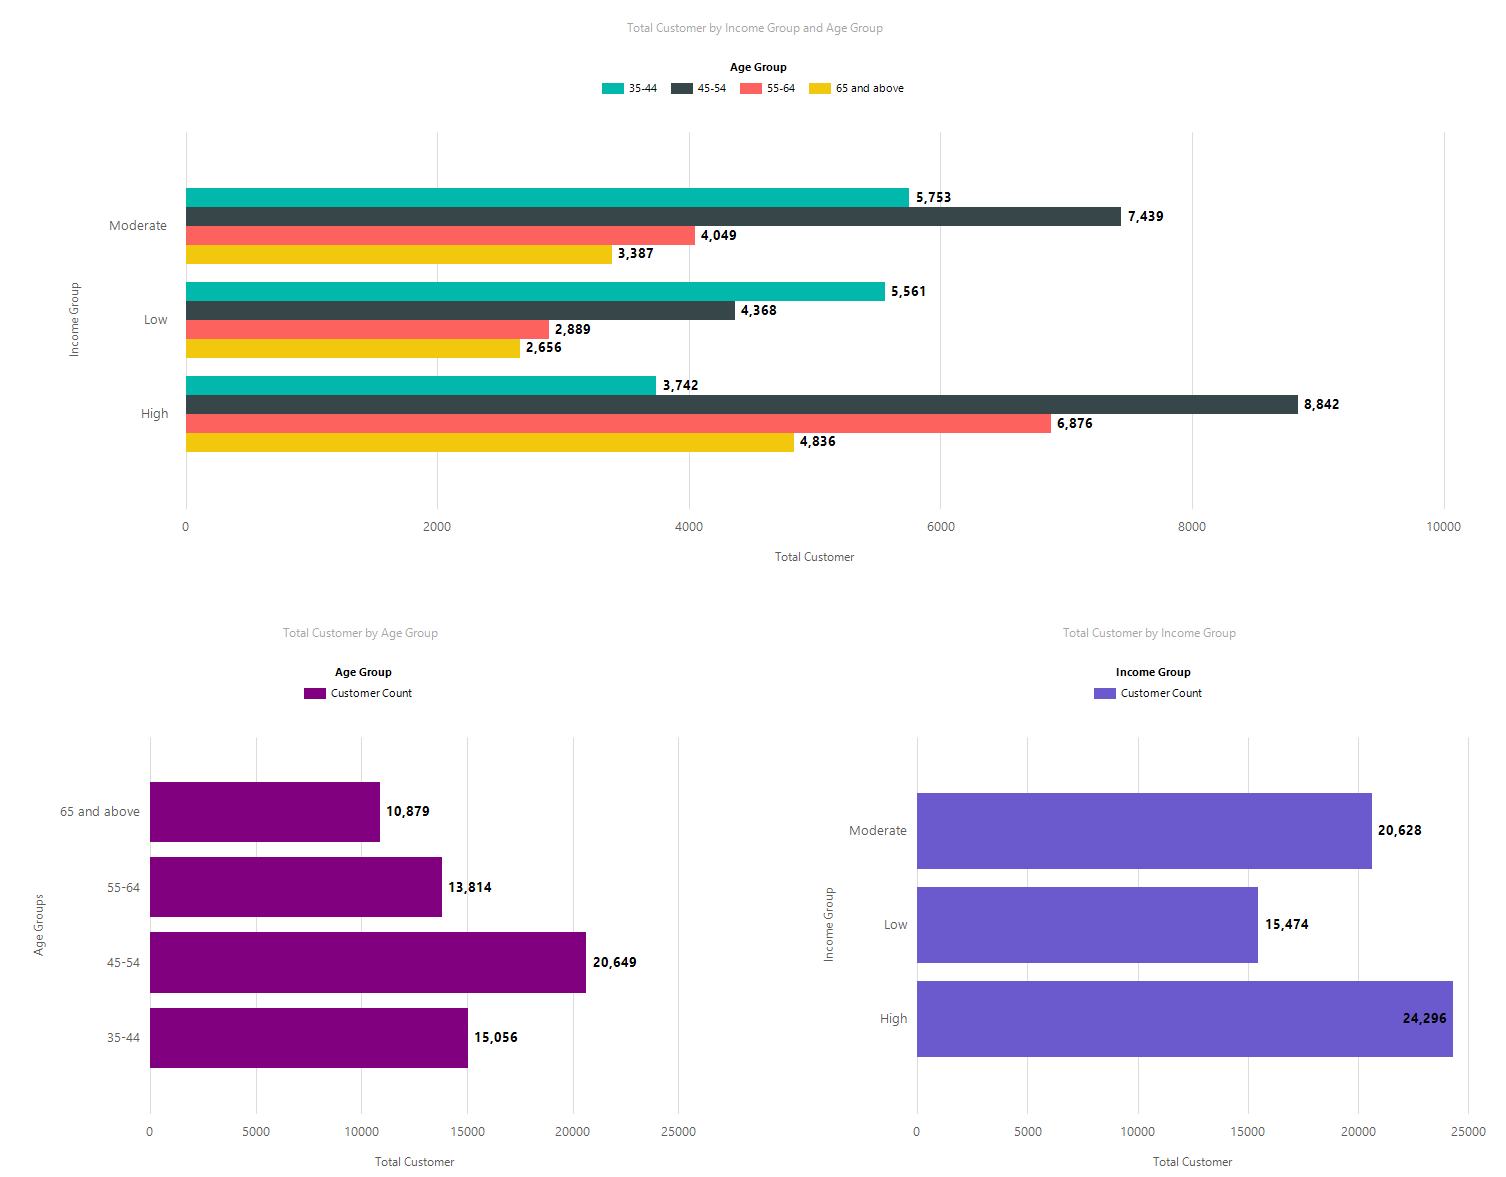 Total Customer by Income Group and Age Group
Age Group
35-44 45-54 55-64 65 and above
5,753
7,439
Moderate
4,049
3,387
5,561
4,368
Low
2,889
2,656
3,742
8,842
High
6,876
4,836
Income Group
0 2000 4000 6000 8000 10000
Total Customer
Total Customer by Age Group
Age Group
Customer Count
65 and above 10,879
55-64 13,814
45-54 20,649
35-44 15,056
Age Groups
0 5000 10000 15000 20000 25000
Total Customer
Total Customer by Income Group
Income Group
Customer Count
Moderate 20,628
Low 15,474
High 24,296
Income Group
0 5000 10000 15000 20000 25000
Total Customer